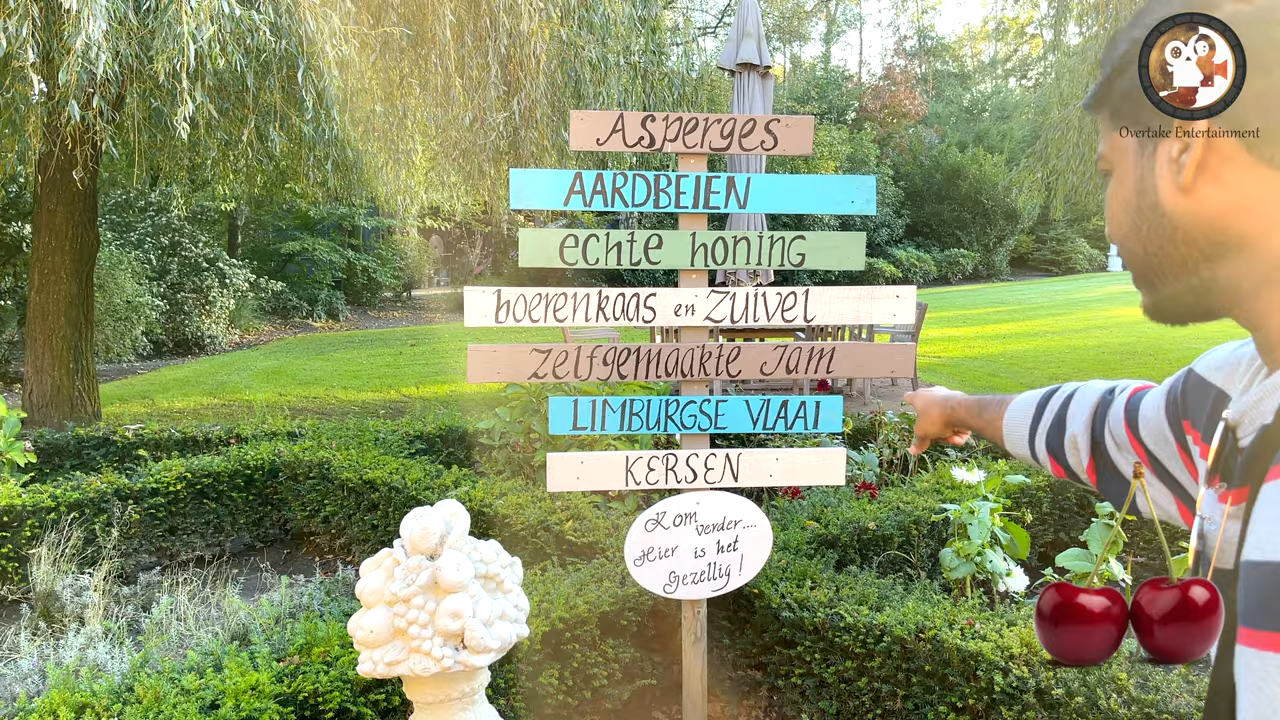 Overtake Entertainment
Asperges
AARDBEIEN
echte honing
boerenkaas en Zuivel
zelfgemaakte Jam
LIMBURGSE VLAAI
KERSEN
Kom verder....
Hier is het
Gezellig!